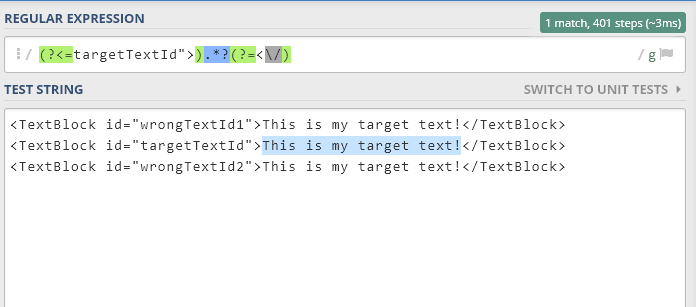 REGULAR EXPRESSION
1 match, 401 steps (~3ms)
/ (?<=targetTextId">).*?(?=<\/) / g
TEST STRING
SWITCH TO UNIT TESTS
<TextBlock id="wrongTextId1">This is my target text!</TextBlock>
<TextBlock id="targetTextId">This is my target text!</TextBlock>
<TextBlock id="wrongTextId2">This is my target text!</TextBlock>